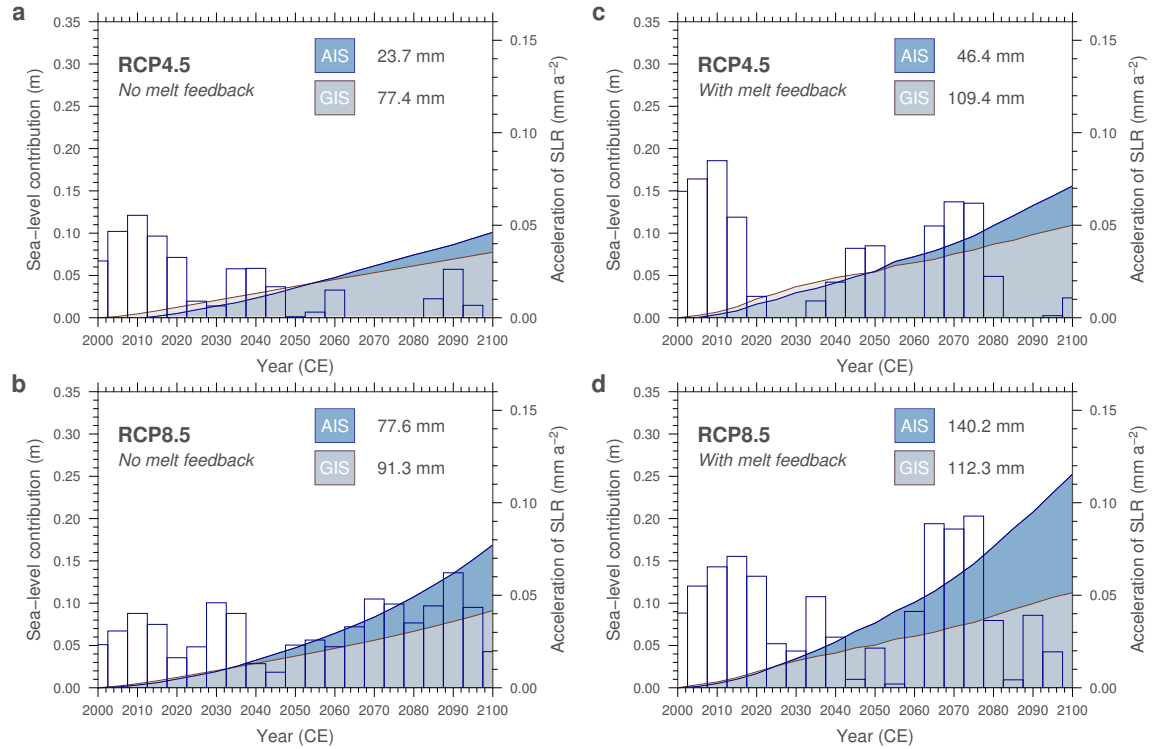 a
0.35
0.30
0.25
0.20
0.15
0.10
0.05
0.00
Sea−level contribution (m)
RCP4.5
No melt feedback
AIS 23.7 mm
GIS 77.4 mm
0.15
0.10
0.05
0.00
Acceleration of SLR (mm a−2)
2000 2010 2020 2030 2040 2050 2060 2070 2080 2090 2100
Year (CE)
c
0.35
0.30
0.25
0.20
0.15
0.10
0.05
0.00
Sea−level contribution (m)
RCP4.5
With melt feedback
AIS 46.4 mm
GIS 109.4 mm
0.15
0.10
0.05
0.00
Acceleration of SLR (mm a−2)
2000 2010 2020 2030 2040 2050 2060 2070 2080 2090 2100
Year (CE)
b
0.35
0.30
0.25
0.20
0.15
0.10
0.05
0.00
Sea−level contribution (m)
RCP8.5
No melt feedback
AIS 77.6 mm
GIS 91.3 mm
0.15
0.10
0.05
0.00
Acceleration of SLR (mm a−2)
2000 2010 2020 2030 2040 2050 2060 2070 2080 2090 2100
Year (CE)
d
0.35
0.30
0.25
0.20
0.15
0.10
0.05
0.00
Sea−level contribution (m)
RCP8.5
With melt feedback
AIS 140.2 mm
GIS 112.3 mm
0.15
0.10
0.05
0.00
Acceleration of SLR (mm a−2)
2000 2010 2020 2030 2040 2050 2060 2070 2080 2090 2100
Year (CE)